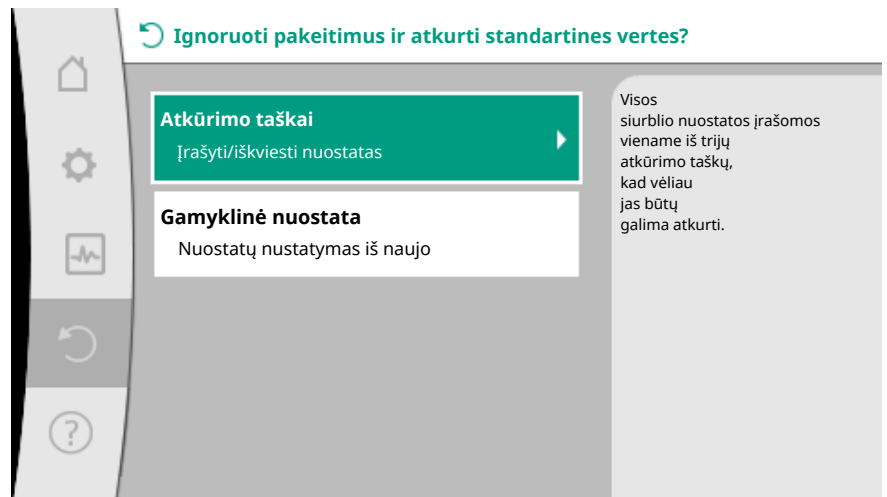 Ignoruoti pakeitimus ir atkurti standartines vertes?
Atkūrimo taškai
Įrašyti/iškviesti nuostatas
Gamyklinė nuostata
Nuostatų nustatymas iš naujo
Visos
siurblio nuostatos įrašomos
viename iš trijų
atkūrimo taškų,
kad vėliau
jas būtų
galima atkurti.